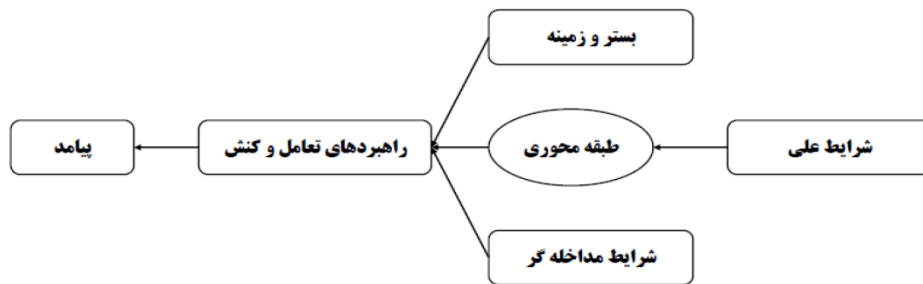 بستر و زمینه
شرایط علی
طبقه محوری
راهبردهای تعامل و کنش
پیامد
شرایط مداخله گر